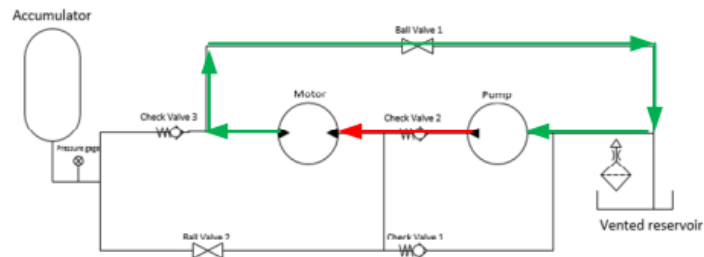 Accumulator
Ball Valve 1
Motor
Pump
Check Valve 3
Check Valve 2
Pressure gage
Vented reservoir
Ball Valve 2
Check Valve 1